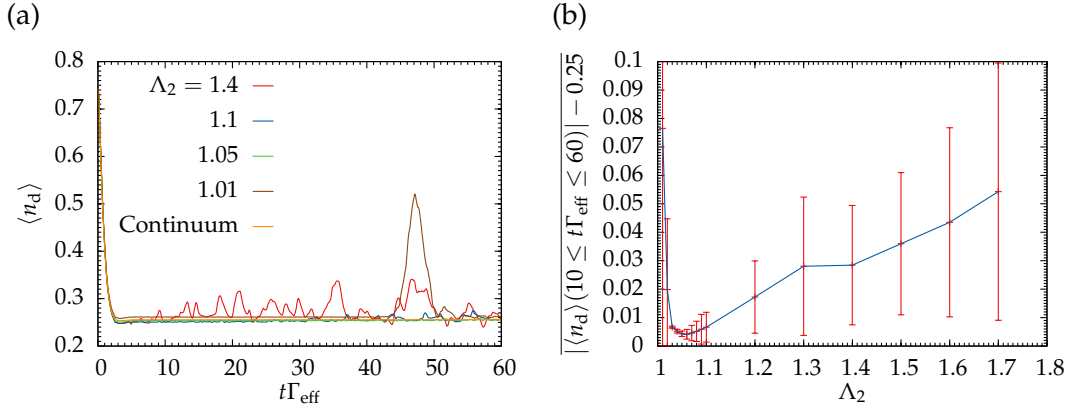 (a)
0.8
0.7
0.6
0.5
0.4
0.3
0.2
⟨n_d⟩
Λ₂ = 1.4
1.1
1.05
1.01
Continuum
0 10 20 30 40 50 60
tΓ_eff
(b)
0.1
0.09
0.08
0.07
0.06
0.05
0.04
0.03
0.02
0.01
0
|⟨n_d⟩(10 ≤ tΓ_eff ≤ 60)| − 0.25
1 1.1 1.2 1.3 1.4 1.5 1.6 1.7 1.8
Λ₂